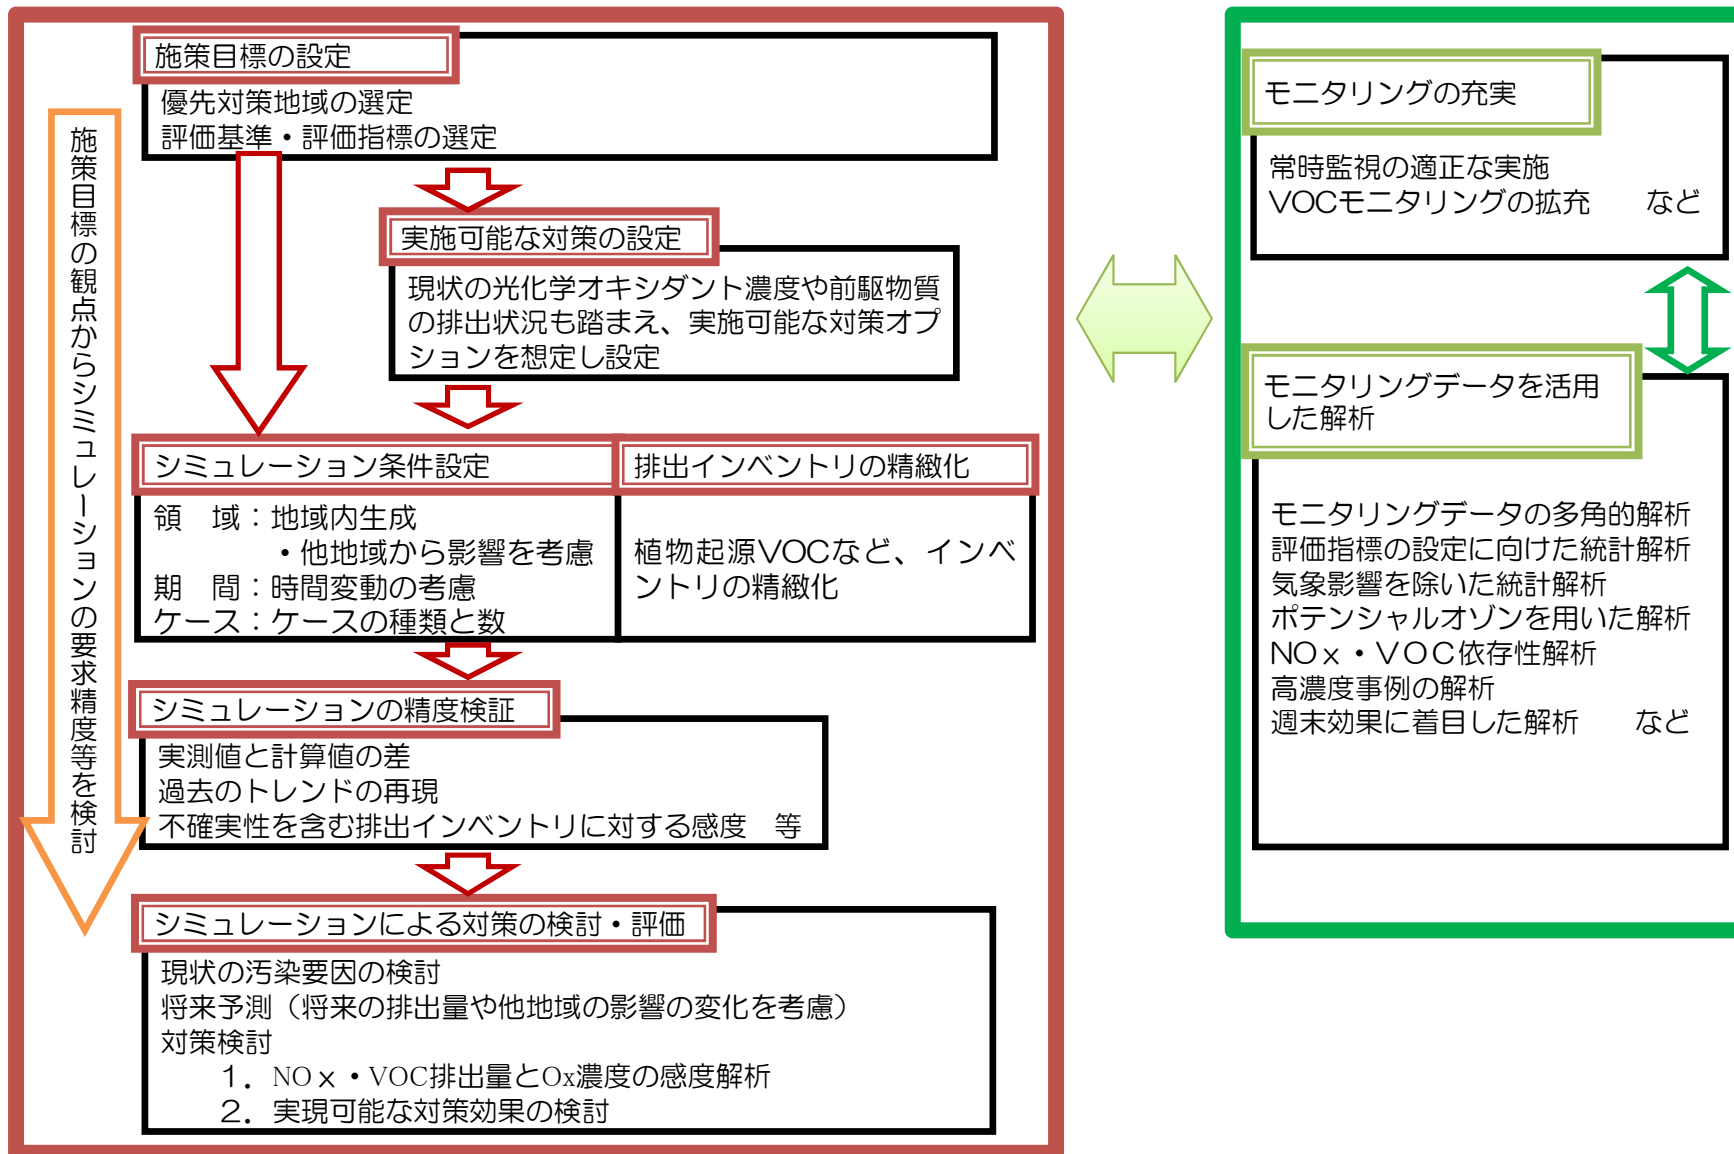 施策目標の設定
優先対策地域の選定
評価基準・評価指標の選定
施策目標の観点からシミュレーションの要求精度等を検討
実施可能な対策の設定
現状の光化学オキシダント濃度や前駆物質
の排出状況も踏まえ、実施可能な対策オプ
ションを想定し設定
シミュレーション条件設定
領　域：地域内生成
・他地域から影響を考慮
期　間：時間変動の考慮
ケース：ケースの種類と数
排出インベントリの精緻化
植物起源VOCなど、インベ
ントリの精緻化
シミュレーションの精度検証
実測値と計算値の差
過去のトレンドの再現
不確実性を含む排出インベントリに対する感度　等
シミュレーションによる対策の検討・評価
現状の汚染要因の検討
将来予測（将来の排出量や他地域の影響の変化を考慮）
対策検討
１．NOｘ・VOC排出量とOx濃度の感度解析
２．実現可能な対策効果の検討
モニタリングの充実
常時監視の適正な実施
VOCモニタリングの拡充　　など
モニタリングデータを活用
した解析
モニタリングデータの多角的解析
評価指標の設定に向けた統計解析
気象影響を除いた統計解析
ポテンシャルオゾンを用いた解析
NOｘ・ＶＯＣ依存性解析
高濃度事例の解析
週末効果に着目した解析　　など